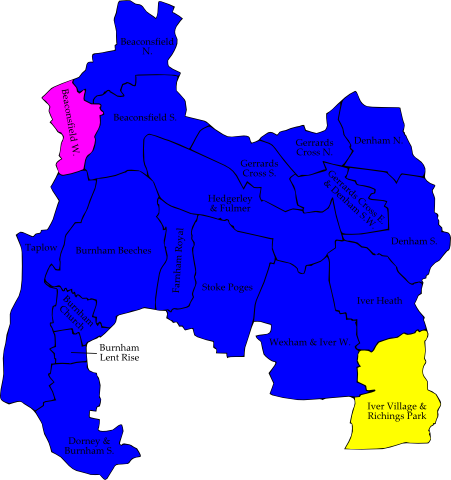 Beaconsfield
N.
Beaconsfield W.
Beaconsfield S.
Gerrards
Cross N.
Denham N.
Gerrards
Cross S.
Gerrards Cross E.
& Denham S.W.
Hedgerley
& Fulmer
Denham S.
Taplow
Burnham Beeches
Farnham Royal
Stoke Poges
Iver Heath
Burnham
Church
Burnham
Lent Rise
Wexham & Iver W.
Iver Village &
Richings Park
Dorney &
Burnham S.